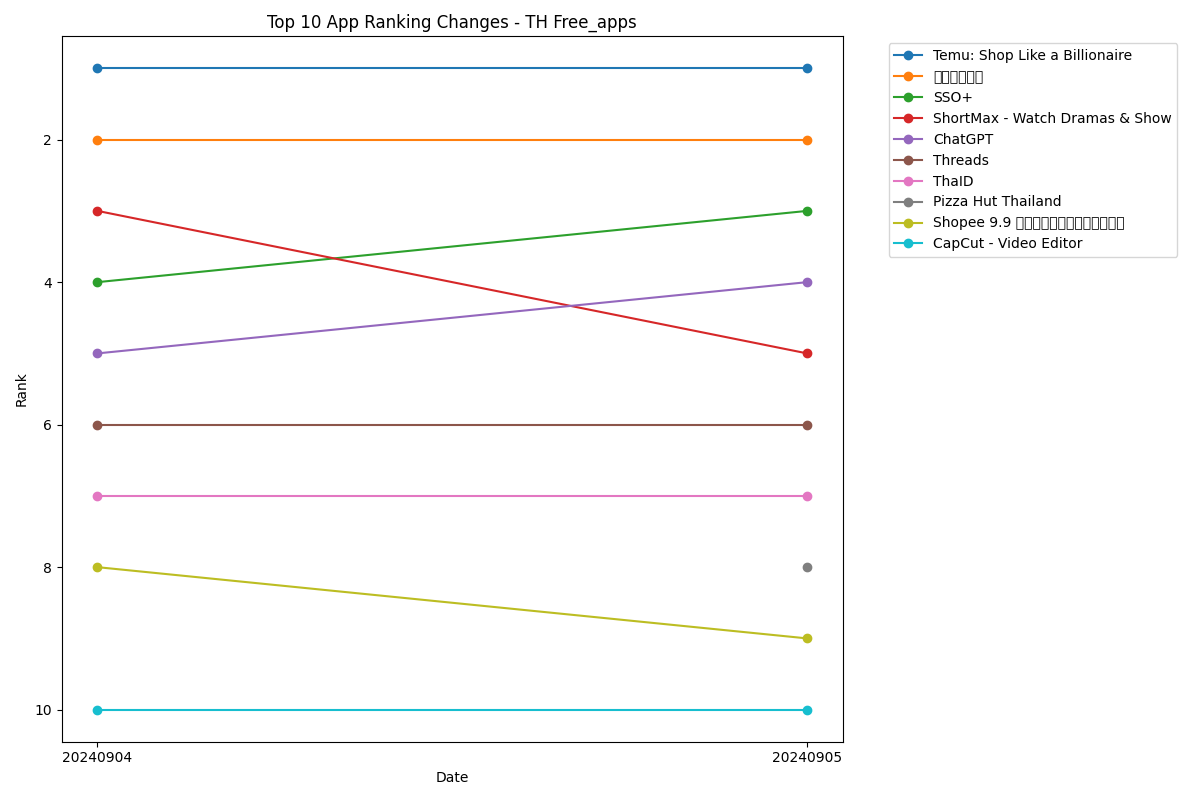 Top 10 App Ranking Changes - TH Free_apps
Temu: Shop Like a Billionaire
SSO+
ShortMax - Watch Dramas & Show
ChatGPT
Threads
ThaID
Pizza Hut Thailand
Shopee 9.9
CapCut - Video Editor
Rank
2
4
6
8
10
20240904
20240905
Date